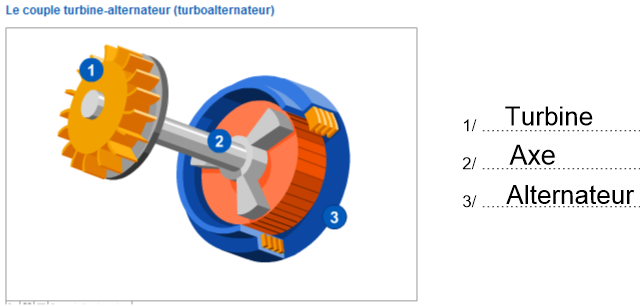 Le couple turbine-alternateur (turboalternateur)
1
2
3
1/ Turbine
2/ Axe
3/ Alternateur